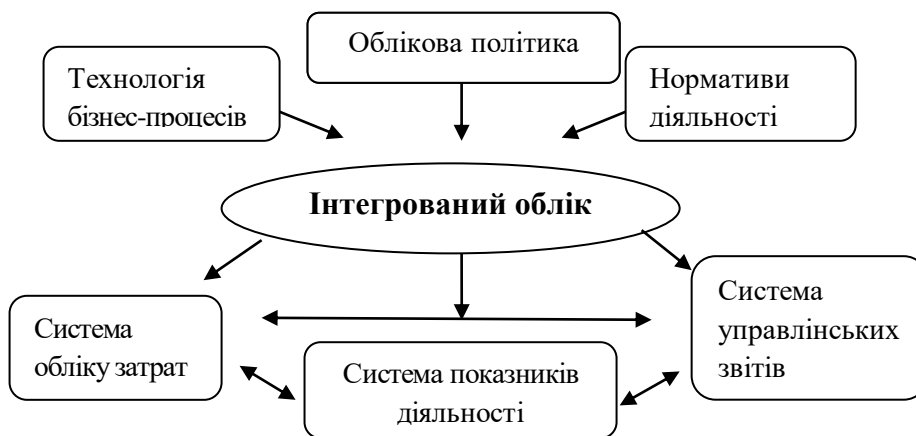 Облікова політика
Технологія
бізнес-процесів
Нормативи
діяльності
Інтегрований облік
Система
обліку затрат
Система показників
діяльності
Система
управлінських
звітів